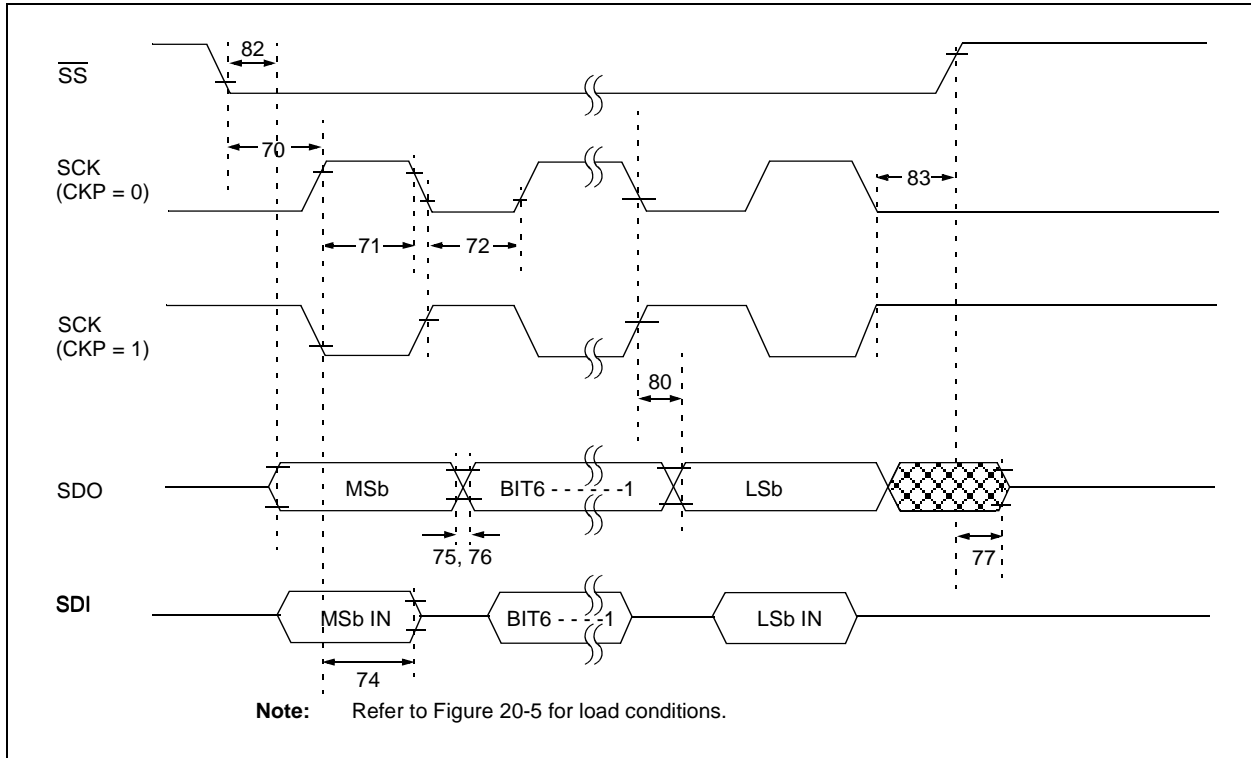 82
SS
70
SCK
(CKP = 0)
83
71
72
SCK
(CKP = 1)
80
SDO
MSb
BIT6 - - - - - -1
LSb
75, 76
77
SDI
MSb IN
BIT6 - - - -1
LSb IN
74
Note: Refer to Figure 20-5 for load conditions.